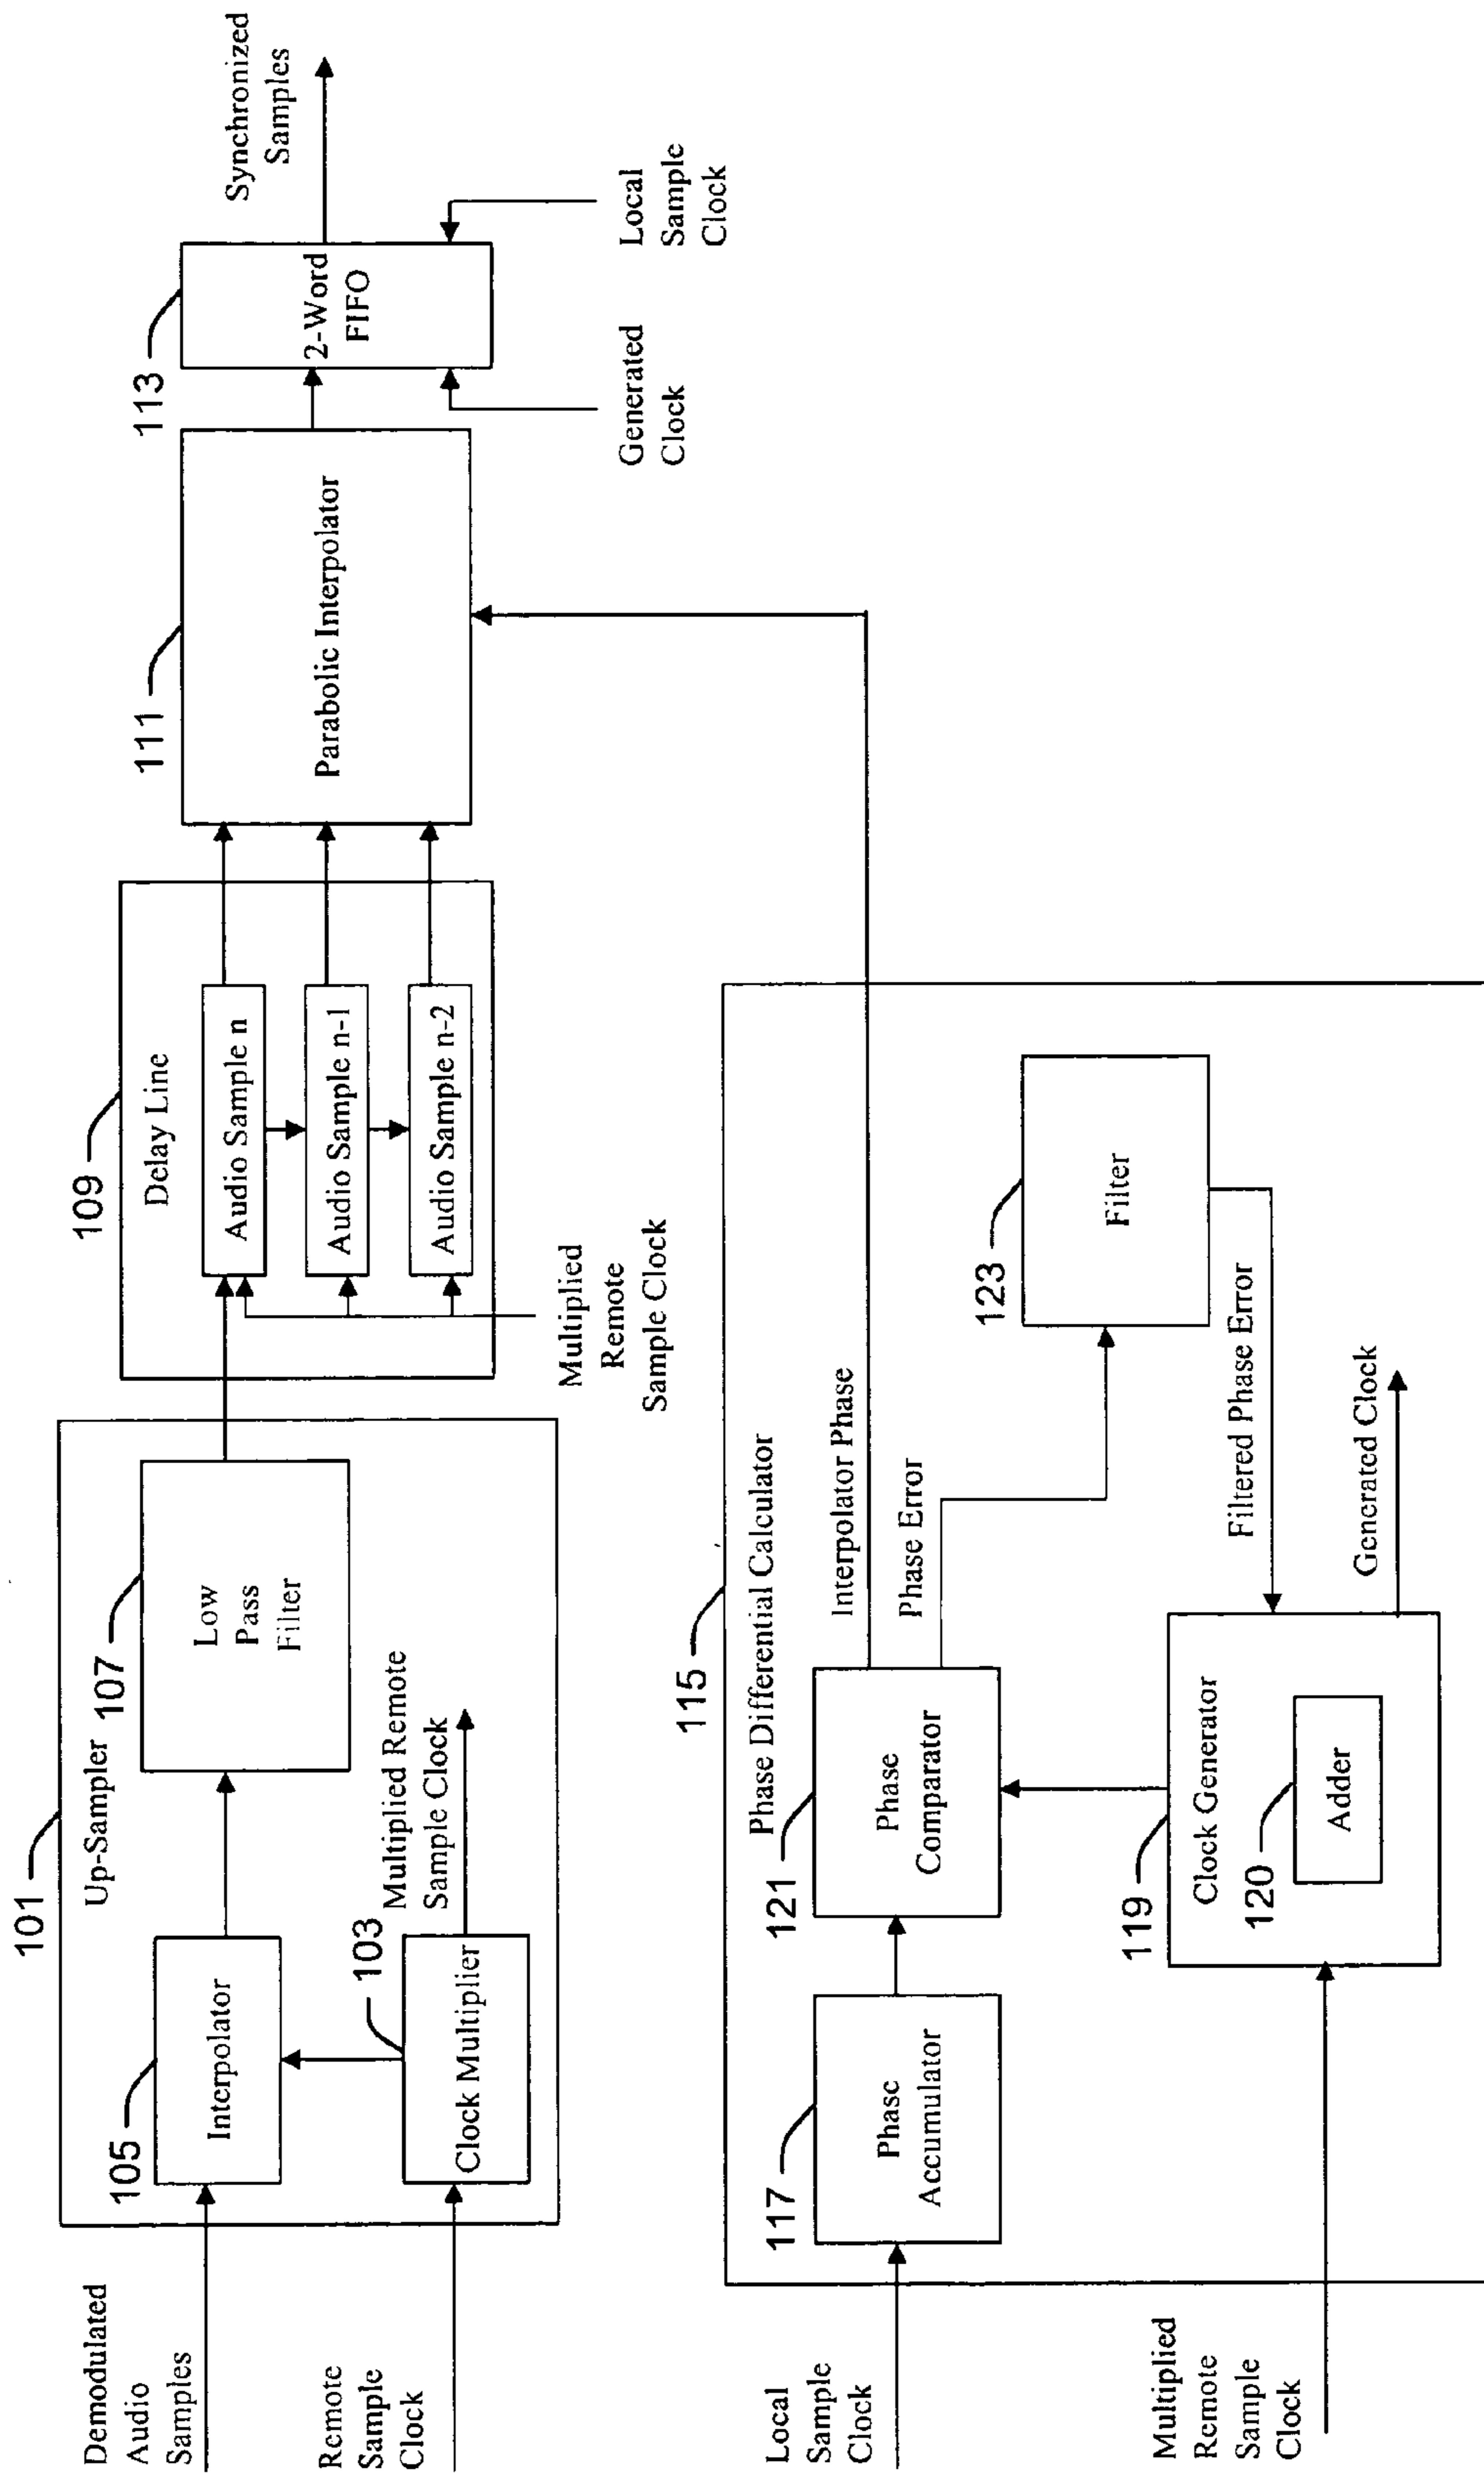 Demodulated
Audio
Samples
Remote
Sample
Clock
101
Up-Sampler
105
Interpolator
103
Clock Multiplier
107
Low
Pass
Filter
Multiplied Remote
Sample Clock
109
Delay Line
Audio Sample n
Audio Sample n-1
Audio Sample n-2
Multiplied
Remote
Sample Clock
111
Parabolic Interpolator
113
2-Word
FIFO
Generated
Clock
Local
Sample
Clock
Synchronized
Samples
Local
Sample
Clock
Multiplied
Remote
Sample
Clock
115
Phase Differential Calculator
117
Phase
Accumulator
121
Phase
Comparator
Interpolator Phase
Phase Error
119
Clock Generator
120
Adder
123
Filter
Filtered Phase Error
Generated Clock